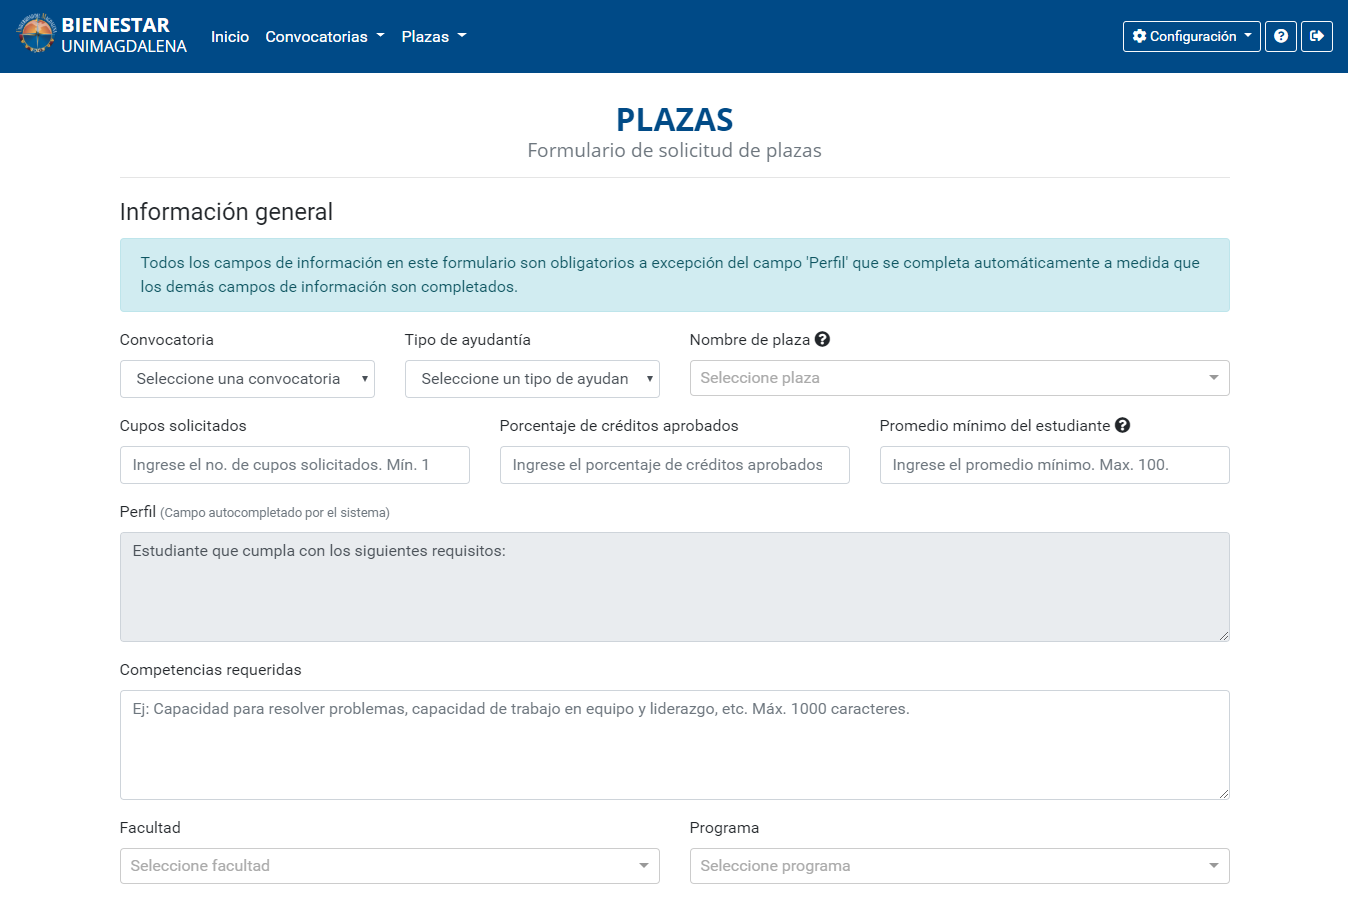 BIENESTAR
UNIMAGDALENA
Inicio
Convocatorias
Plazas
Configuración
PLAZAS
Formulario de solicitud de plazas
Información general
Todos los campos de información en este formulario son obligatorios a excepción del campo 'Perfil' que se completa automáticamente a medida que
los demás campos de información son completados.
Convocatoria
Tipo de ayudantía
Nombre de plaza
Seleccione una convocatoria
Seleccione un tipo de ayudan
Seleccione plaza
Cupos solicitados
Porcentaje de créditos aprobados
Promedio mínimo del estudiante
Ingrese el no. de cupos solicitados. Mín. 1
Ingrese el porcentaje de créditos aprobados
Ingrese el promedio mínimo. Max. 100.
Perfil (Campo autocompletado por el sistema)
Estudiante que cumpla con los siguientes requisitos:
Competencias requeridas
Ej: Capacidad para resolver problemas, capacidad de trabajo en equipo y liderazgo, etc. Máx. 1000 caracteres.
Facultad
Programa
Seleccione facultad
Seleccione programa